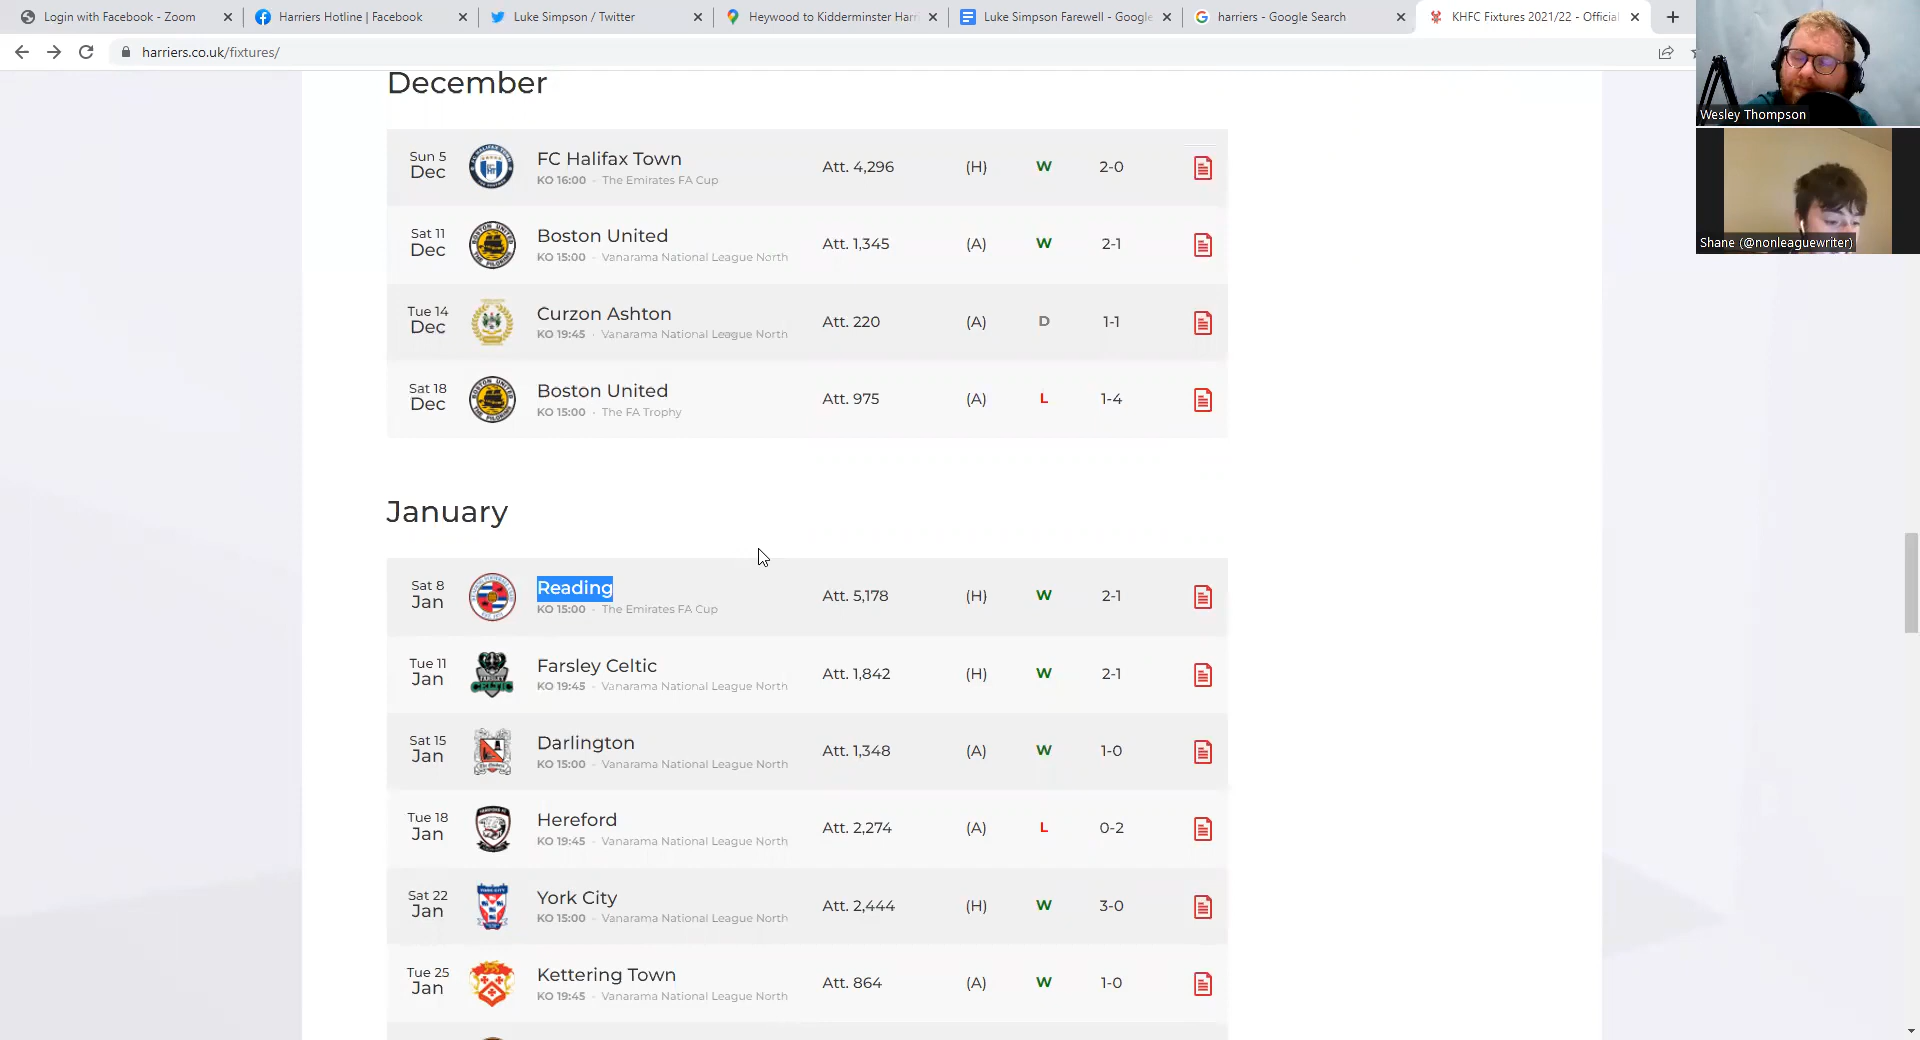 Login with Facebook - Zoom
Harriers Hotline | Facebook
Luke Simpson / Twitter
Heywood to Kidderminster Harr
Luke Simpson Farewell - Google
harriers - Google Search
KHFC Fixtures 2021/22 - Official
harriers.co.uk/fixtures/
Wesley Thompson
Shane (@nonleaguewriter)
December
Sun 5
Dec
FC Halifax Town
KO 16:00 - The Emirates FA Cup
Att. 4,296
(H)
W
2-0
Sat 11
Dec
Boston United
KO 15:00 - Vanarama National League North
Att. 1,345
(A)
W
2-1
Tue 14
Dec
Curzon Ashton
KO 19:45 - Vanarama National League North
Att. 220
(A)
D
1-1
Sat 18
Dec
Boston United
KO 15:00 - The FA Trophy
Att. 975
(A)
L
1-4
January
Sat 8
Jan
Reading
KO 15:00 - The Emirates FA Cup
Att. 5,178
(H)
W
2-1
Tue 11
Jan
Farsley Celtic
KO 19:45 - Vanarama National League North
Att. 1,842
(H)
W
2-1
Sat 15
Jan
Darlington
KO 15:00 - Vanarama National League North
Att. 1,348
(A)
W
1-0
Tue 18
Jan
Hereford
KO 19:45 - Vanarama National League North
Att. 2,274
(A)
L
0-2
Sat 22
Jan
York City
KO 15:00 - Vanarama National League North
Att. 2,444
(H)
W
3-0
Tue 25
Jan
Kettering Town
KO 19:45 - Vanarama National League North
Att. 864
(A)
W
1-0